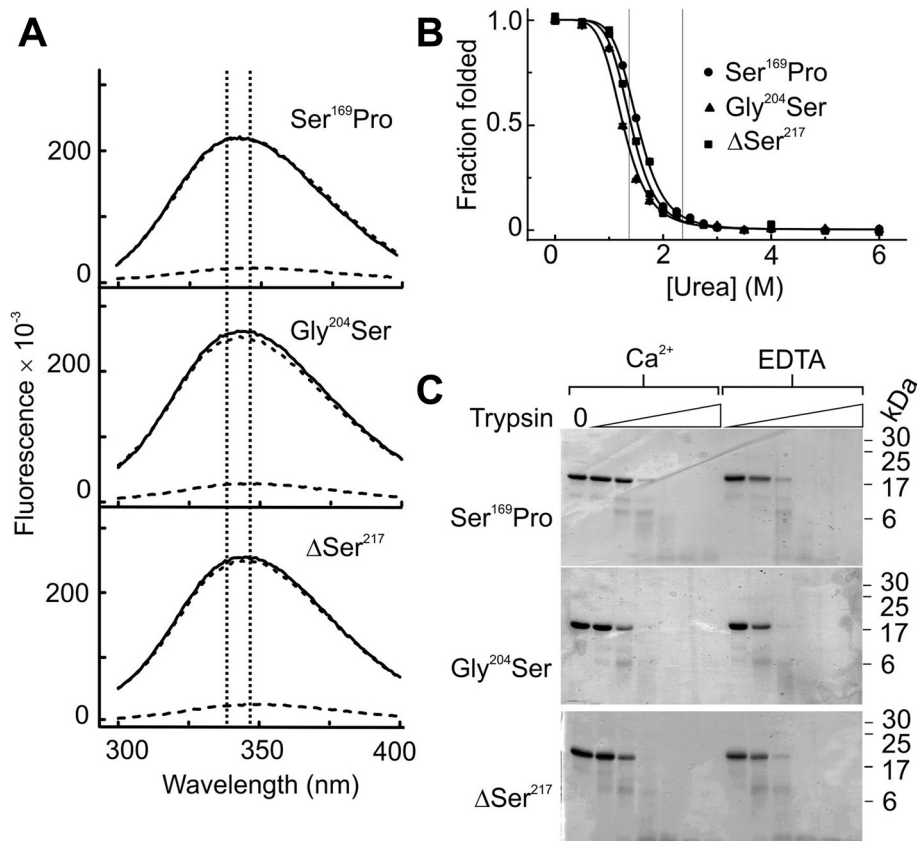 A
Ser¹⁶⁹Pro
200
0
Gly²⁰⁴Ser
200
0
ΔSer²¹⁷
200
0
300 350 400
Wavelength (nm)
Fluorescence × 10⁻³
B
1.0
0.5
0
Fraction folded
Ser¹⁶⁹Pro
Gly²⁰⁴Ser
ΔSer²¹⁷
0 2 4 6
[Urea] (M)
C
Ca²⁺ EDTA
Trypsin 0 kDa
Ser¹⁶⁹Pro
30
25
17
6
Gly²⁰⁴Ser
30
25
17
6
ΔSer²¹⁷
30
25
17
6